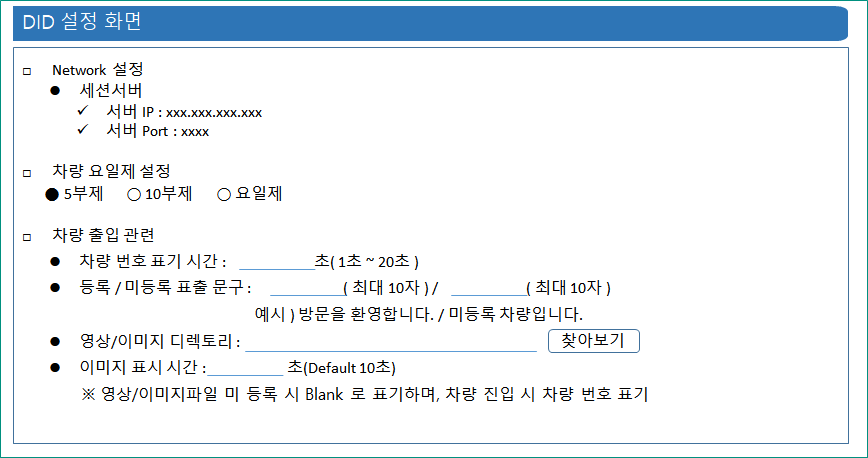 DID 설정 화면
□ Network 설정
● 세션서버
✓ 서버 IP : xxx.xxx.xxx.xxx
✓ 서버 Port : xxxx
□ 차량 요일제 설정
● 5부제 ○ 10부제 ○ 요일제
□ 차량 출입 관련
● 차량 번호 표기 시간 : __________초( 1초 ~ 20초 )
● 등록 / 미등록 표출 문구 : __________( 최대 10자 ) / __________( 최대 10자 )
예시 ) 방문을 환영합니다. / 미등록 차량입니다.
● 영상/이미지 디렉토리 : ______________________________________ 찾아보기
● 이미지 표시 시간 :__________ 초(Default 10초)
※ 영상/이미지파일 미 등록 시 Blank 로 표기하며, 차량 진입 시 차량 번호 표기